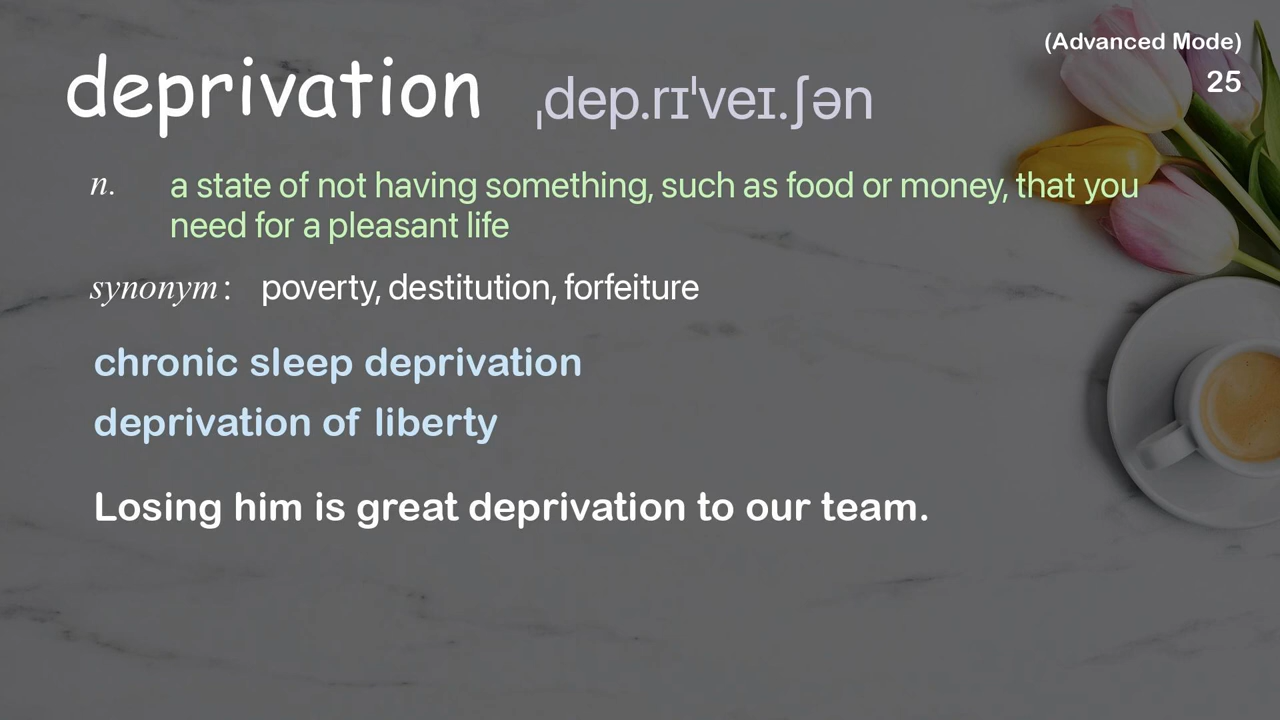 (Advanced Mode)
25
deprivation ˌdep.rɪˈveɪ.ʃən
n. a state of not having something, such as food or money, that you
need for a pleasant life
synonym: poverty, destitution, forfeiture
chronic sleep deprivation
deprivation of liberty
Losing him is great deprivation to our team.